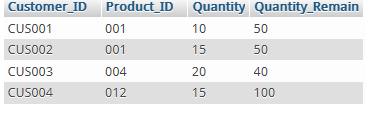 Customer_ID Product_ID Quantity Quantity_Remain
CUS001 001 10 50
CUS002 001 15 50
CUS003 004 20 40
CUS004 012 15 100